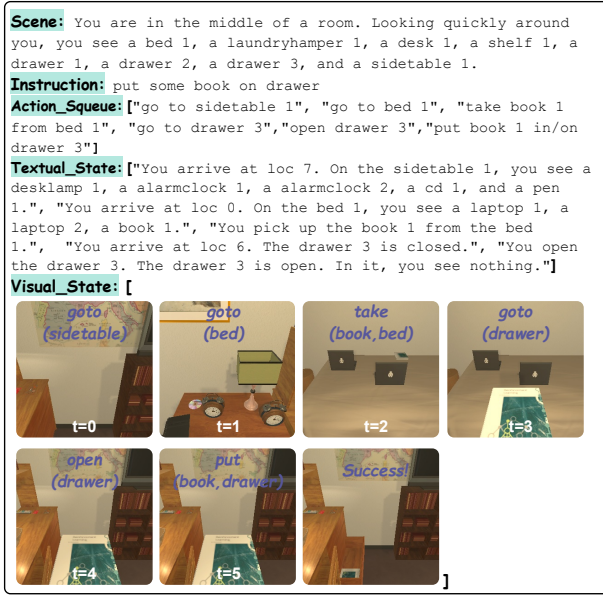 Scene: You are in the middle of a room. Looking quickly around
you, you see a bed 1, a laundryhamper 1, a desk 1, a shelf 1, a
drawer 1, a drawer 2, a drawer 3, and a sidetable 1.
Instruction: put some book on drawer
Action_Squeue: ["go to sidetable 1", "go to bed 1", "take book 1
from bed 1", "go to drawer 3","open drawer 3","put book 1 in/on
drawer 3"]
Textual_State: ["You arrive at loc 7. On the sidetable 1, you see a
desklamp 1, a alarmclock 1, a alarmclock 2, a cd 1, and a pen
1.", "You arrive at loc 0. On the bed 1, you see a laptop 1, a
laptop 2, a book 1.", "You pick up the book 1 from the bed
1.", "You arrive at loc 6. The drawer 3 is closed.", "You open
the drawer 3. The drawer 3 is open. In it, you see nothing."]
Visual_State: [
goto
(sidetable)
t=0
goto
(bed)
t=1
take
(book,bed)
t=2
goto
(drawer)
t=3
open
(drawer)
t=4
put
(book,drawer)
t=5
Success!
]